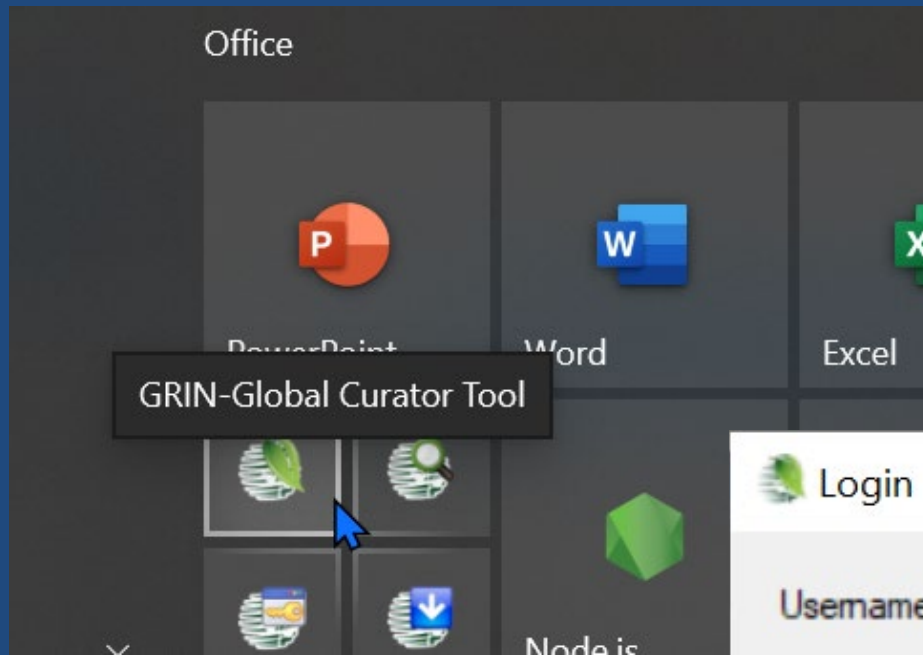 Office
P
W
X
PowerPoint
Word
Excel
GRIN-Global Curator Tool
Login
Username
Node.js